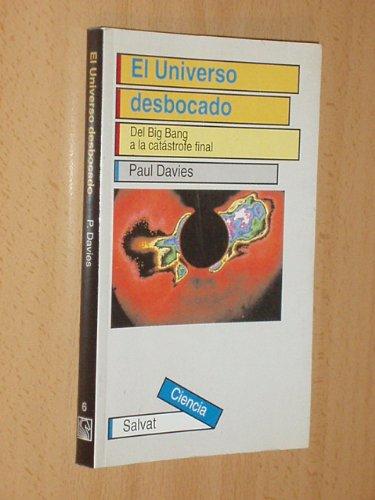 El Universo
desbocado
Del Big Bang
a la catástrofe final
Paul Davies
Ciencia
Salvat
El Universo desbocado
P. Davies
6